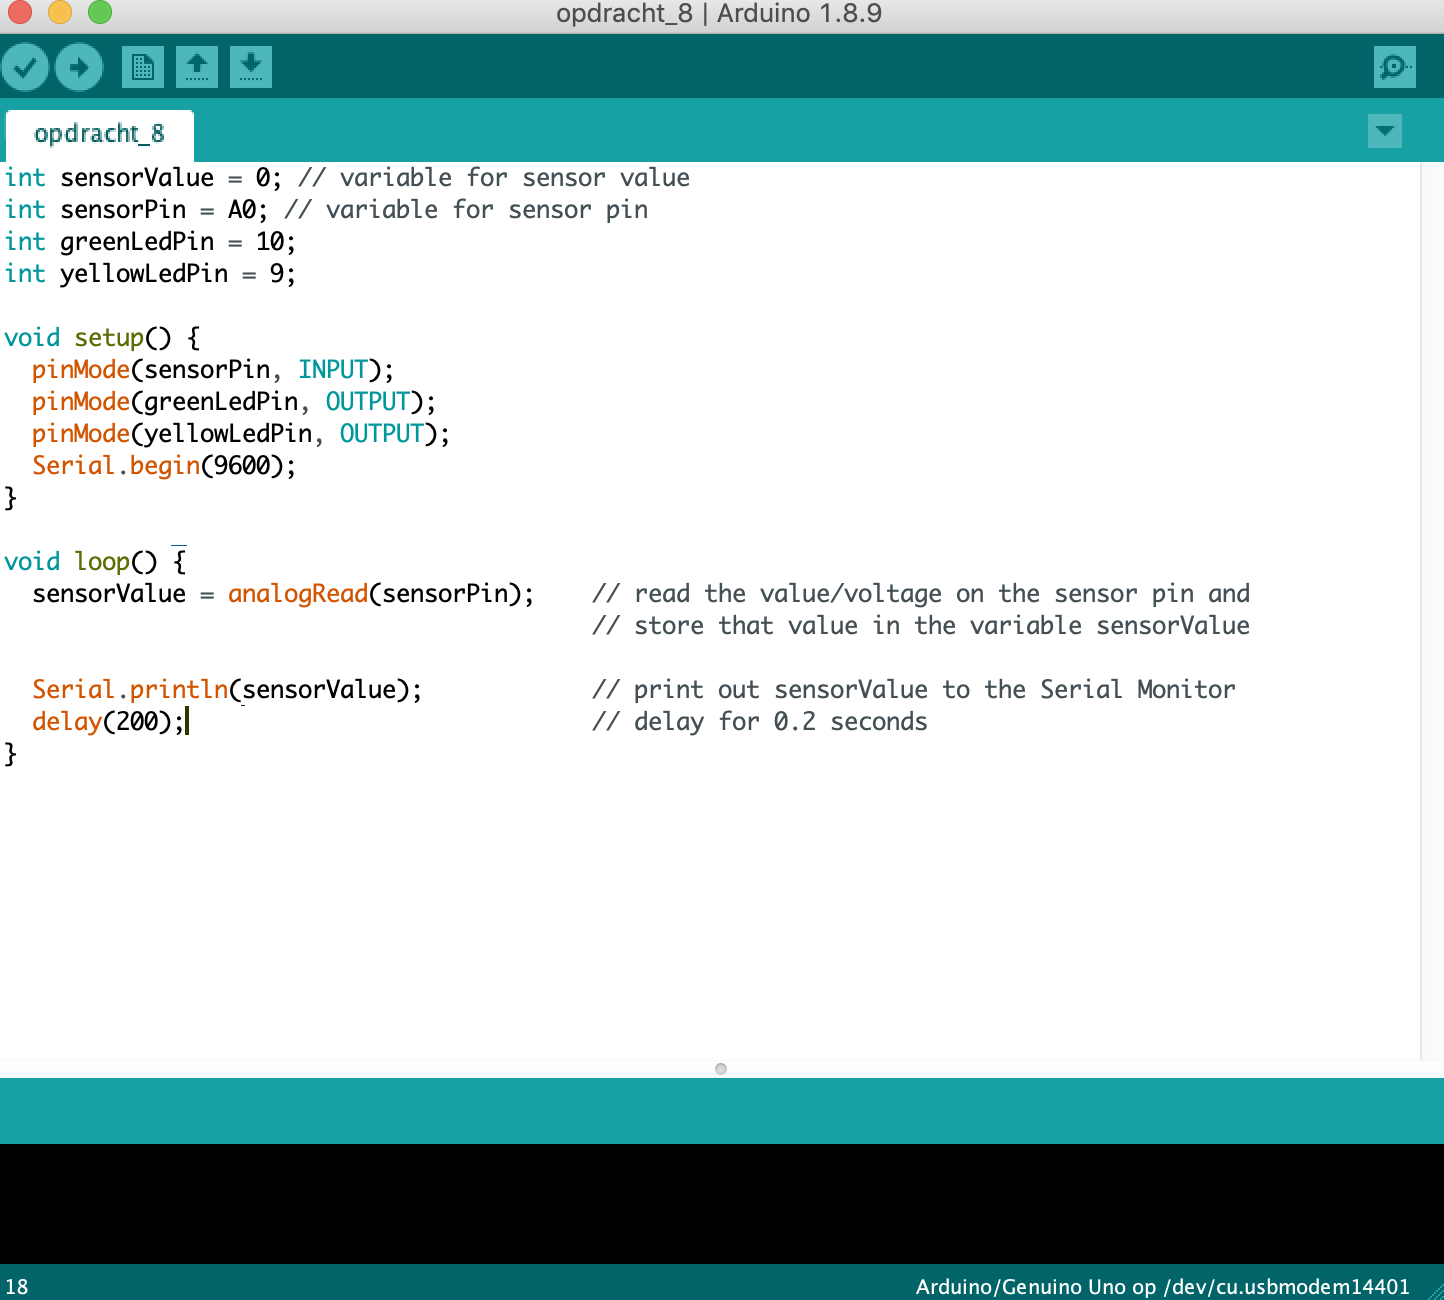 opdracht_8 | Arduino 1.8.9
opdracht_8
int sensorValue = 0; // variable for sensor value
int sensorPin = A0; // variable for sensor pin
int greenLedPin = 10;
int yellowLedPin = 9;
void setup() {
  pinMode(sensorPin, INPUT);
  pinMode(greenLedPin, OUTPUT);
  pinMode(yellowLedPin, OUTPUT);
  Serial.begin(9600);
}
void loop() {
  sensorValue = analogRead(sensorPin);    // read the value/voltage on the sensor pin and
                                          // store that value in the variable sensorValue
  Serial.println(sensorValue);            // print out sensorValue to the Serial Monitor
  delay(200);                             // delay for 0.2 seconds
}
18 Arduino/Genuino Uno op /dev/cu.usbmodem14401